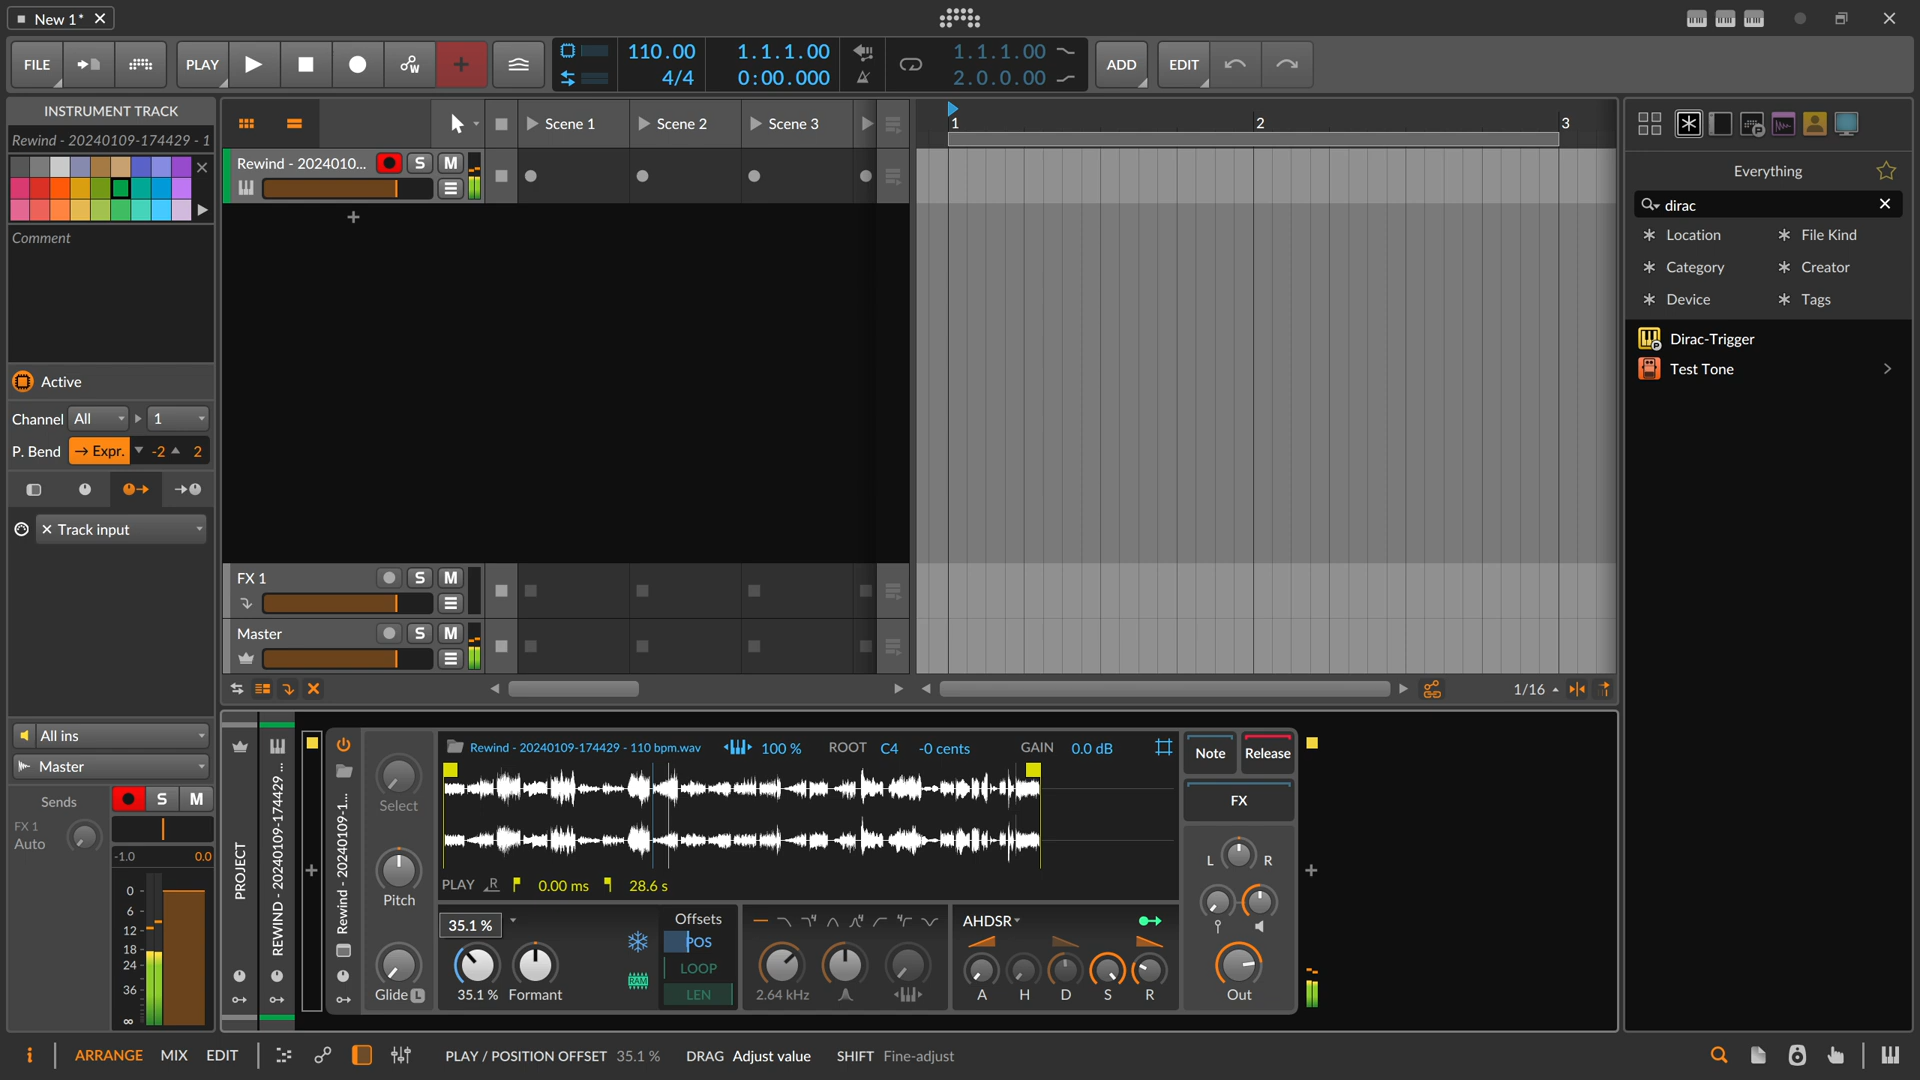 New 1*
FILE
PLAY
110.00
4/4
1.1.1.00
0:00.000
1.1.1.00
2.0.0.00
ADD
EDIT
INSTRUMENT TRACK
Rewind - 20240109-174429 - 1
Comment
Active
Channel All 1
P. Bend Expr. -2 2
Track input
All ins
Master
Sends
S M
FX 1
Auto
-1.0 0.0
0
6
12
18
24
36
∞
Scene 1 Scene 2 Scene 3
Rewind - 2024010... S M
FX 1 S M
Master S M
1 2 3
1/16
Everything
dirac
Location File Kind
Category Creator
Device Tags
Dirac-Trigger
Test Tone
PROJECT
REWIND - 20240109-174429...
Rewind - 20240109-1...
Select
Pitch
Glide L
Rewind - 20240109-174429 - 110 bpm.wav 100 % ROOT C4 -0 cents GAIN 0.0 dB
PLAY R 0.00 ms 28.6 s
35.1 %
35.1 % Formant
RAM
Offsets
POS
LOOP
LEN
2.64 kHz
AHDSR
A H D S R
Note Release
FX
L R
Out
i ARRANGE MIX EDIT PLAY / POSITION OFFSET 35.1 % DRAG Adjust value SHIFT Fine-adjust